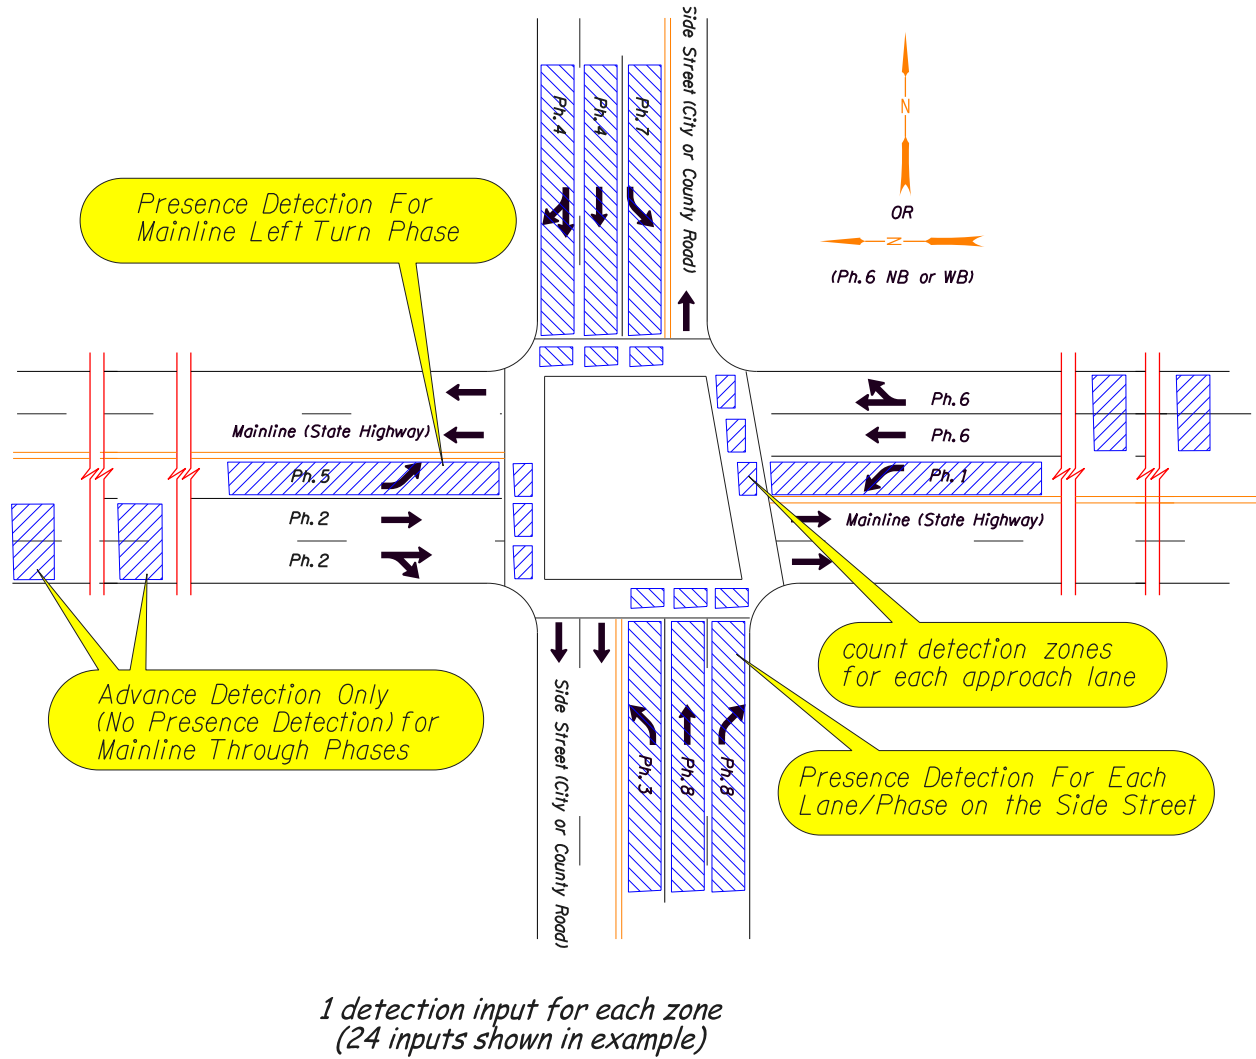 Side Street (City or County Road)
Ph.4
Ph.4
Ph.7
N
OR
N
(Ph.6 NB or WB)
Presence Detection For
Mainline Left Turn Phase
Mainline (State Highway)
Ph.6
Ph.6
Ph.5
Ph.1
Ph.2
Mainline (State Highway)
Ph.2
count detection zones
for each approach lane
Advance Detection Only
(No Presence Detection) for
Mainline Through Phases
Side Street (City or County Road)
Ph.3
Ph.8
Ph.8
Presence Detection For Each
Lane/Phase on the Side Street
1 detection input for each zone
(24 inputs shown in example)